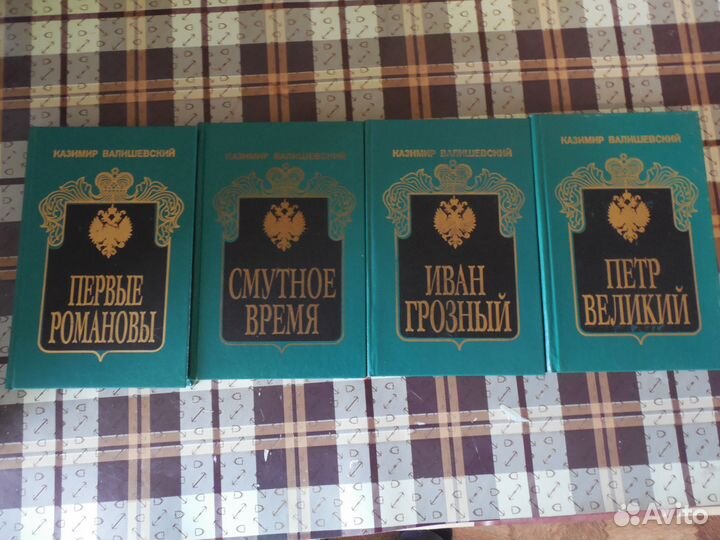 КАЗИМИР ВАЛИШЕВСКИЙ
ПЕРВЫЕ
РОМАНОВЫ
КАЗИМИР ВАЛИШЕВСКИЙ
СМУТНОЕ
ВРЕМЯ
КАЗИМИР ВАЛИШЕВСКИЙ
ИВАН
ГРОЗНЫЙ
КАЗИМИР ВАЛИШЕВСКИЙ
ПЕТР
ВЕЛИКИЙ
Avito